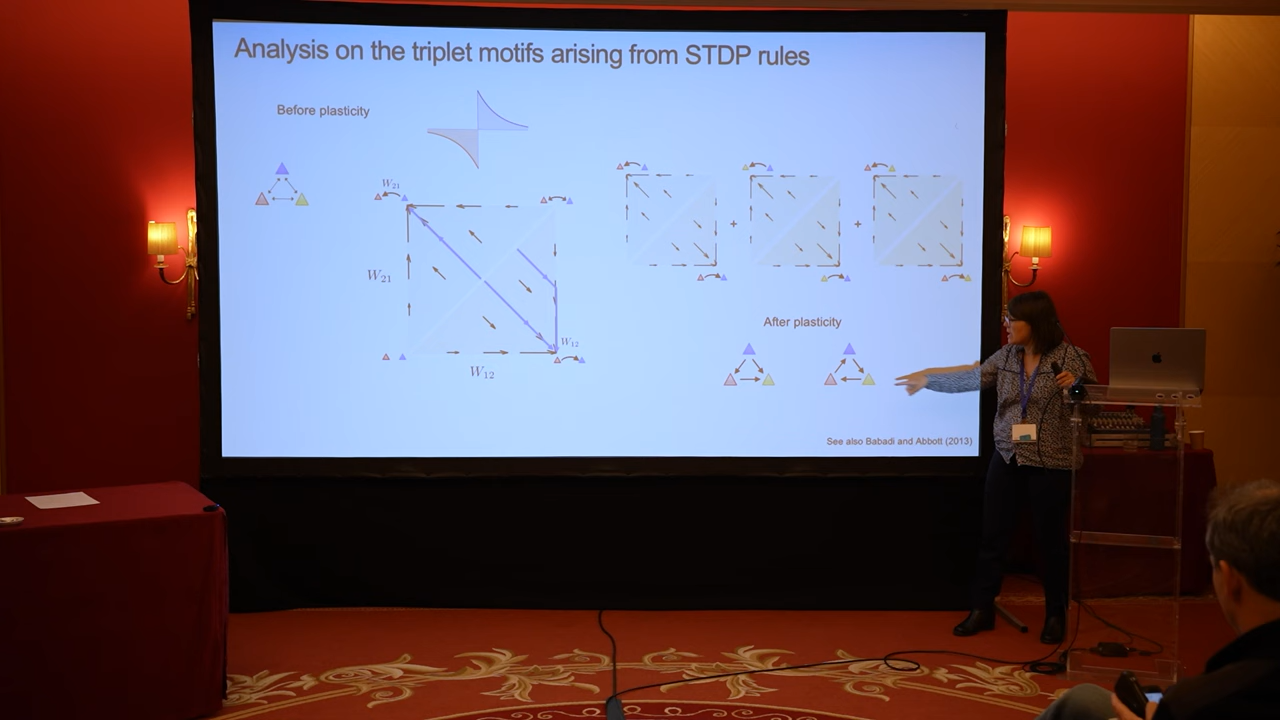 Analysis on the triplet motifs arising from STDP rules
Before plasticity
W21
W21
W12
W12
+
+
After plasticity
See also Babadi and Abbott (2013)